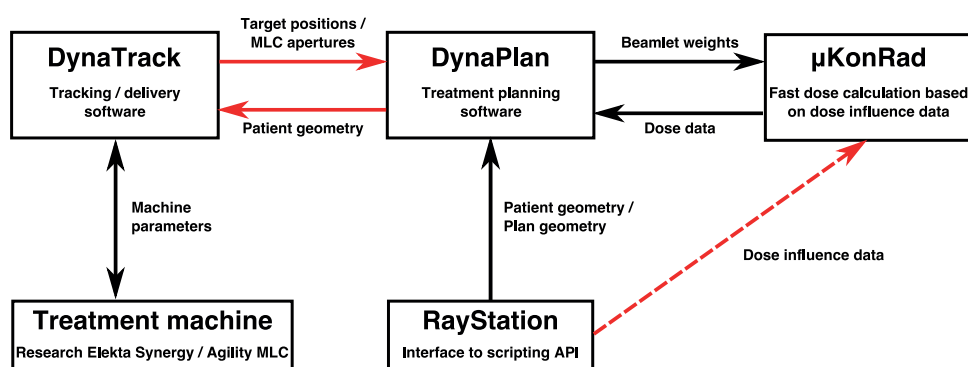 Target positions /
MLC apertures
DynaTrack
Tracking / delivery
software
Patient geometry
DynaPlan
Treatment planning
software
Beamlet weights
Dose data
µKonRad
Fast dose calculation based
on dose influence data
Machine
parameters
Patient geometry /
Plan geometry
Dose influence data
Treatment machine
Research Elekta Synergy / Agility MLC
RayStation
Interface to scripting API